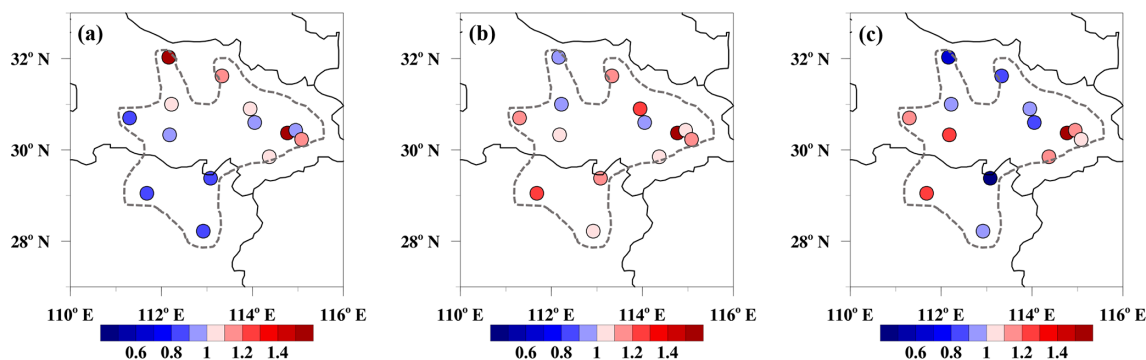 (a) (b) (c)
32° N 32° N 32° N
30° N 30° N 30° N
28° N 28° N 28° N
110° E 112° E 114° E 116° E 110° E 112° E 114° E 116° E 110° E 112° E 114° E 116° E
0.6 0.8 1 1.2 1.4 0.6 0.8 1 1.2 1.4 0.6 0.8 1 1.2 1.4